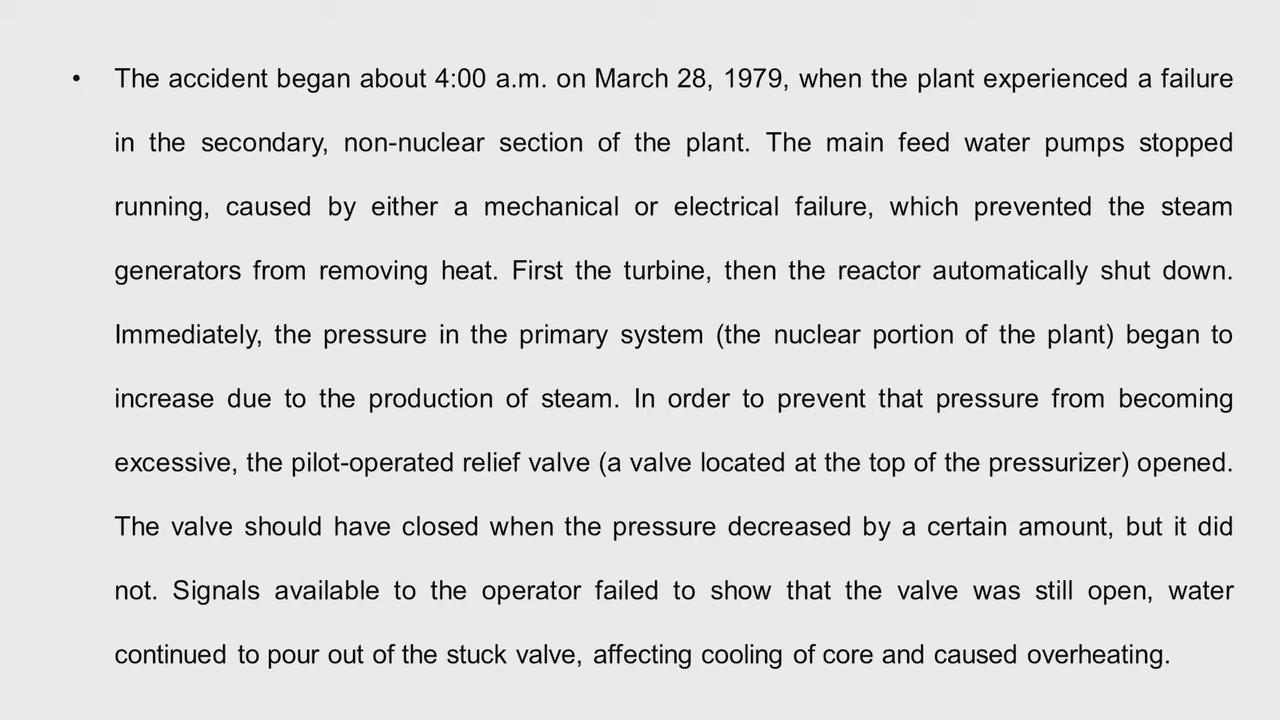 • The accident began about 4:00 a.m. on March 28, 1979, when the plant experienced a failure
in the secondary, non-nuclear section of the plant. The main feed water pumps stopped
running, caused by either a mechanical or electrical failure, which prevented the steam
generators from removing heat. First the turbine, then the reactor automatically shut down.
Immediately, the pressure in the primary system (the nuclear portion of the plant) began to
increase due to the production of steam. In order to prevent that pressure from becoming
excessive, the pilot-operated relief valve (a valve located at the top of the pressurizer) opened.
The valve should have closed when the pressure decreased by a certain amount, but it did
not. Signals available to the operator failed to show that the valve was still open, water
continued to pour out of the stuck valve, affecting cooling of core and caused overheating.